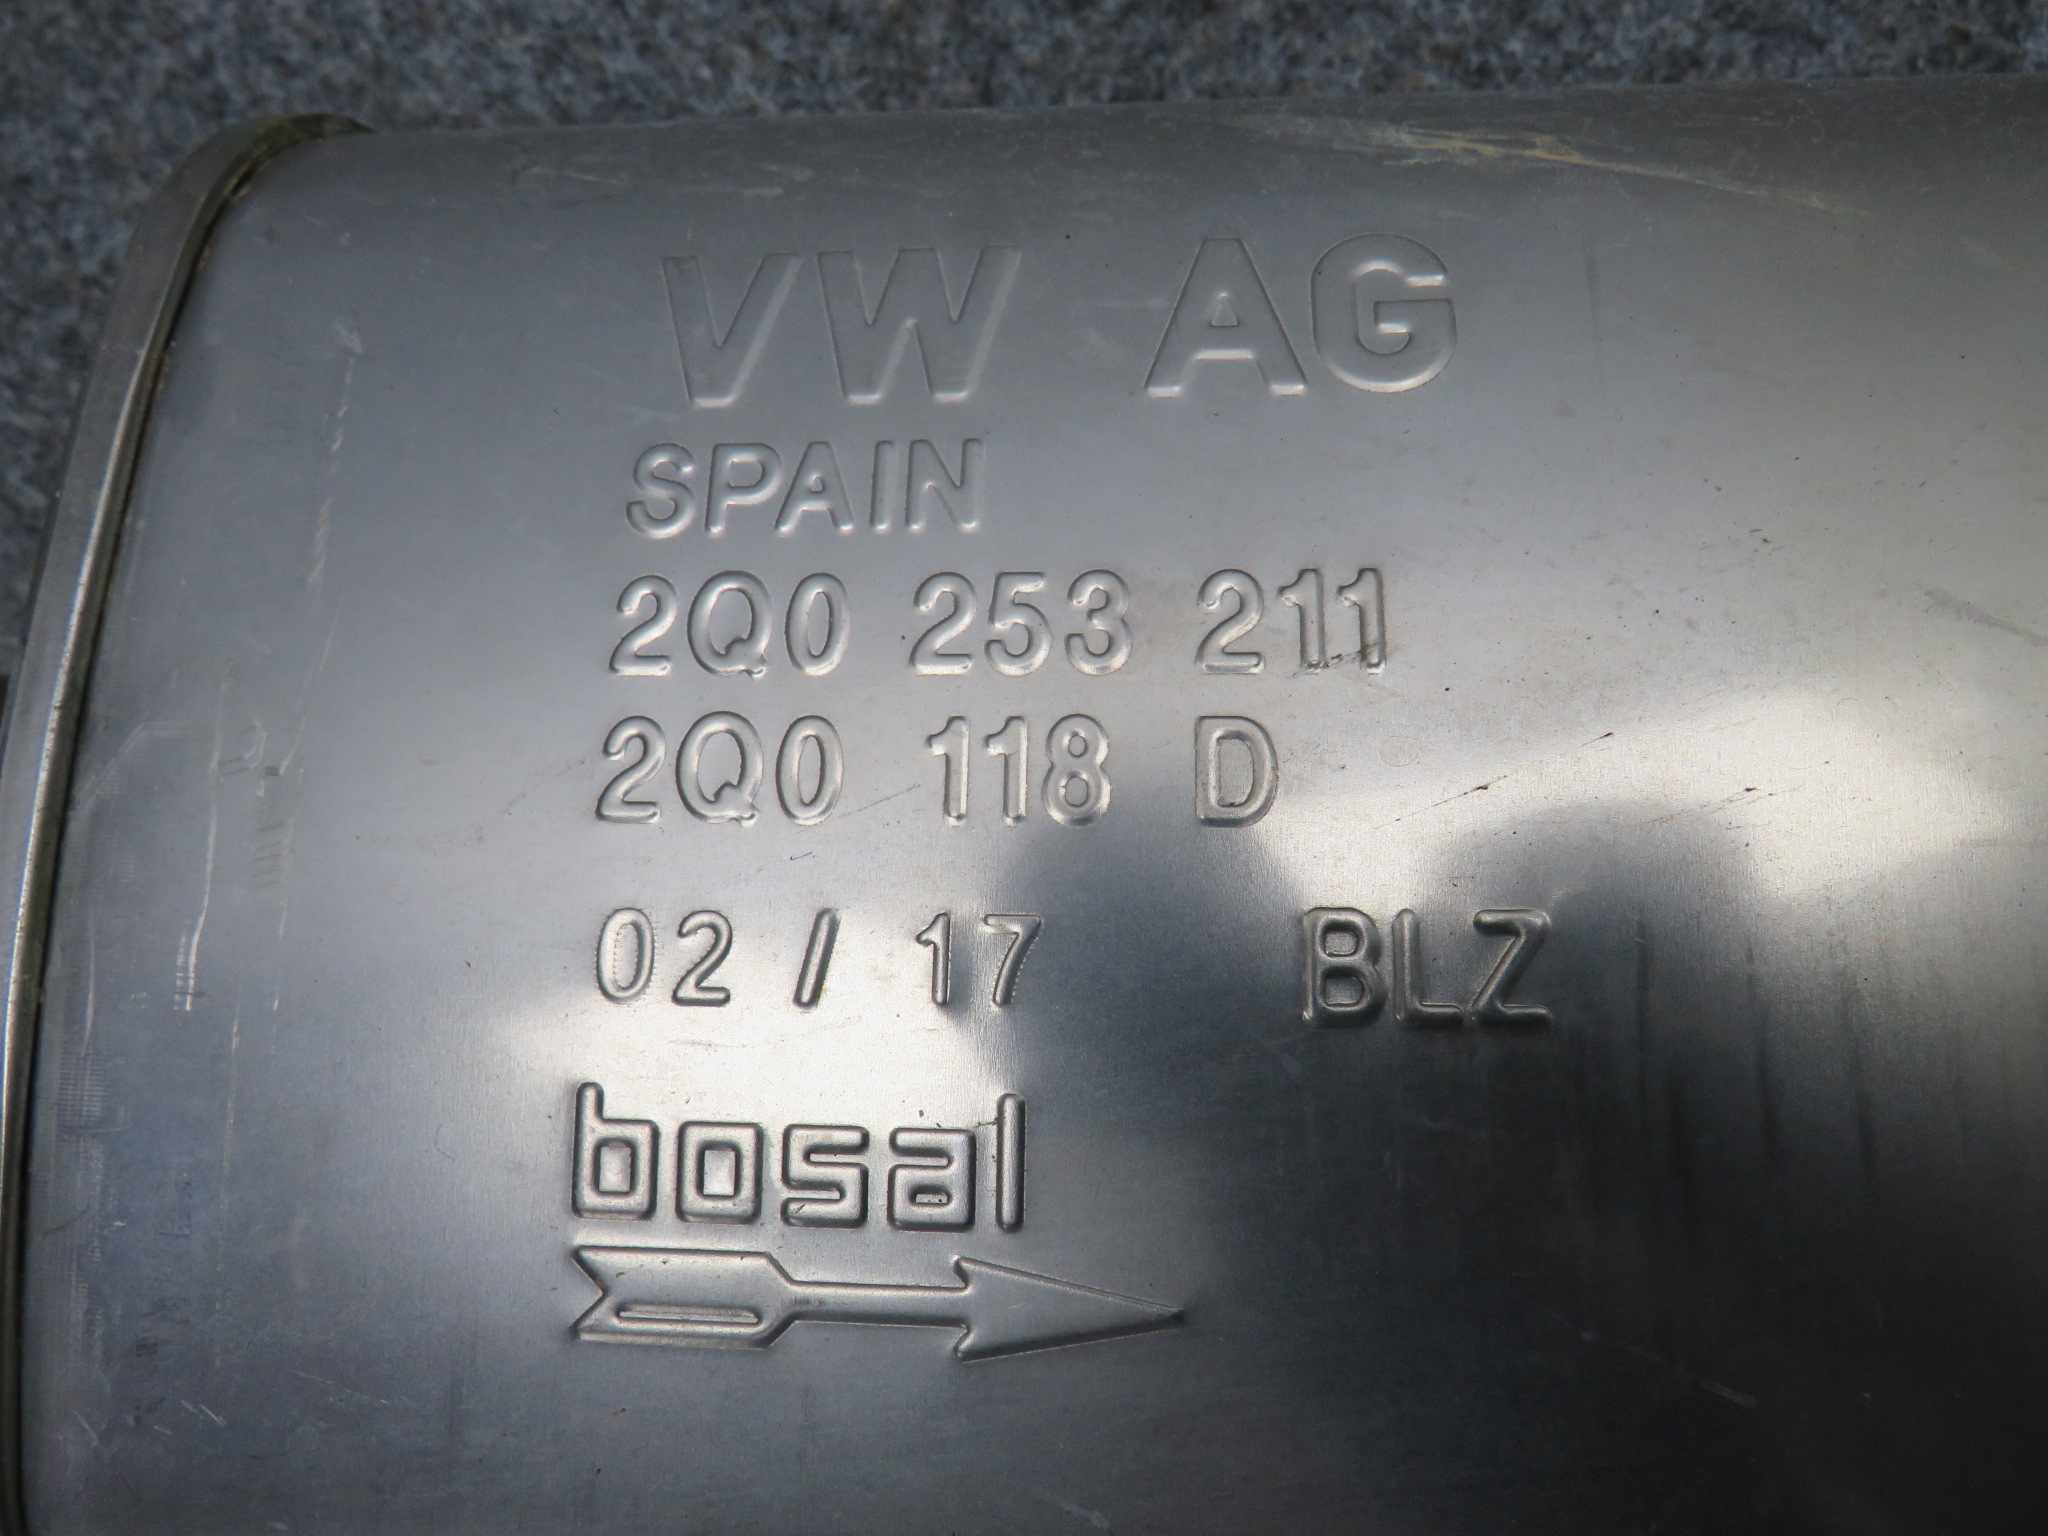 VW AG
SPAIN
2Q0 253 211
2Q0 118 D
02 / 17 BLZ
bosal